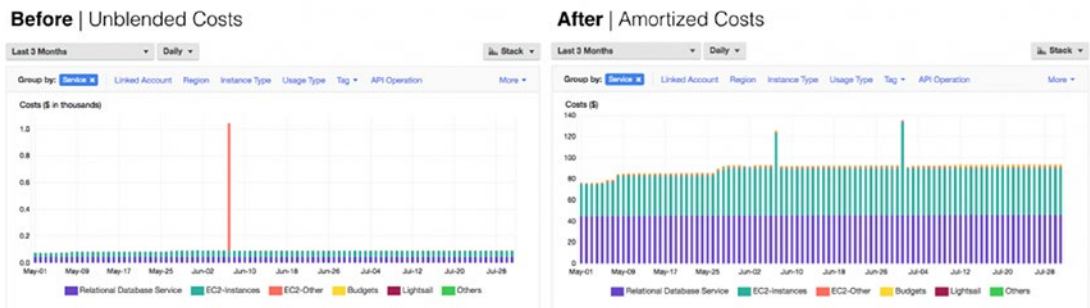 Before | Unblended Costs
Last 3 Months
Daily
Stack
Group by: Service × Linked Account Region Instance Type Usage Type Tag API Operation More
Costs ($ in thousands)
1.0
0.8
0.6
0.4
0.2
0.0
May-01 May-09 May-17 May-25 Jun-02 Jun-10 Jun-18 Jun-26 Jul-04 Jul-12 Jul-20 Jul-28
Relational Database Service EC2-Instances EC2-Other Budgets Lightsail Others
After | Amortized Costs
Last 3 Months
Daily
Stack
Group by: Service × Linked Account Region Instance Type Usage Type Tag API Operation More
Costs ($)
140
120
100
80
60
40
20
0
May-01 May-09 May-17 May-25 Jun-02 Jun-10 Jun-18 Jun-26 Jul-04 Jul-12 Jul-20 Jul-28
Relational Database Service EC2-Instances EC2-Other Budgets Lightsail Others